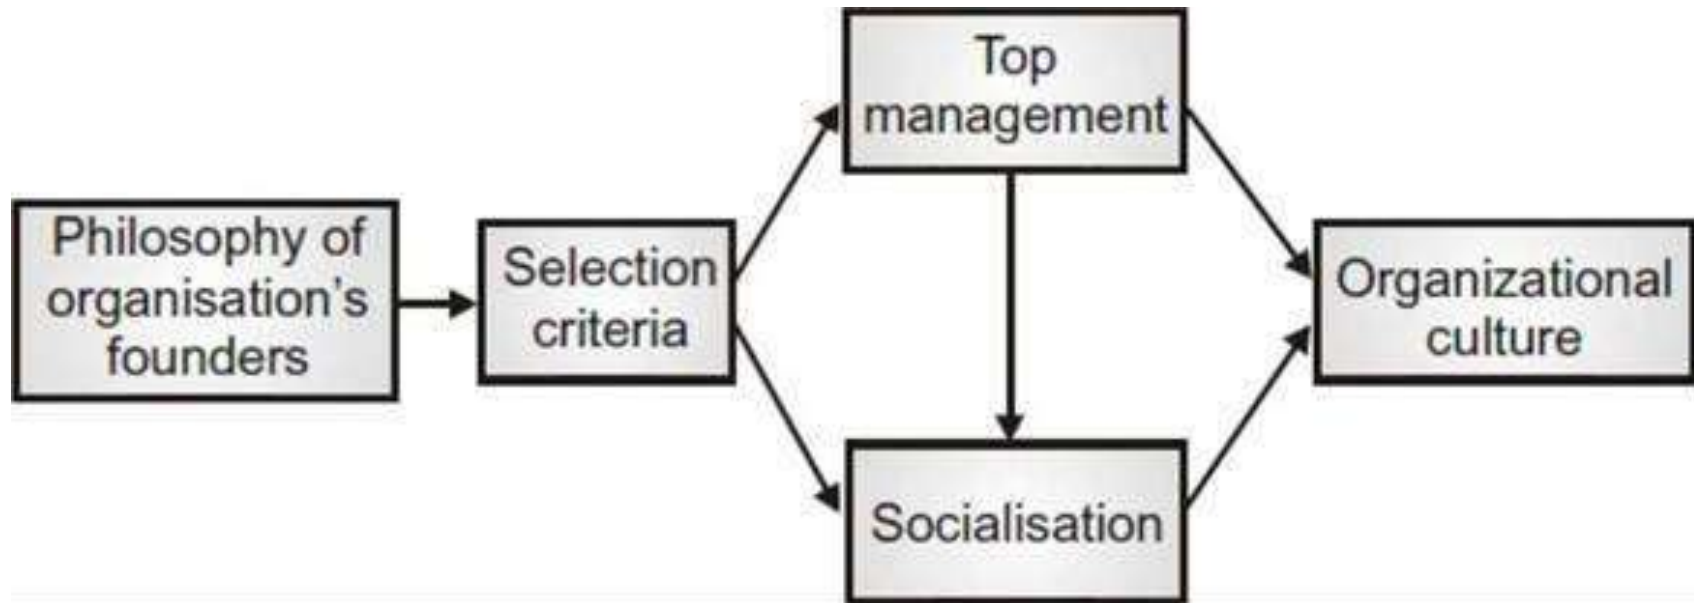 Philosophy of
organisation's
founders
Selection
criteria
Top
management
Socialisation
Organizational
culture